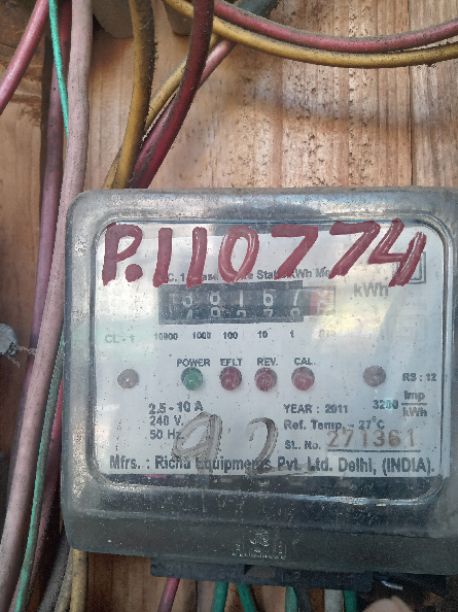 P.110774
kWh
CL - 1 10000 1000 100 10 1
POWER EFLT REV. CAL.
RS : 12
2.5 - 10 A
240 V
50 Hz
YEAR : 2011
3200 imp/kWh
Ref. Temp. - 27°C
SL. No. 271361
92
Mfrs. : Richa Equipments Pvt. Ltd. Delhi, (INDIA).